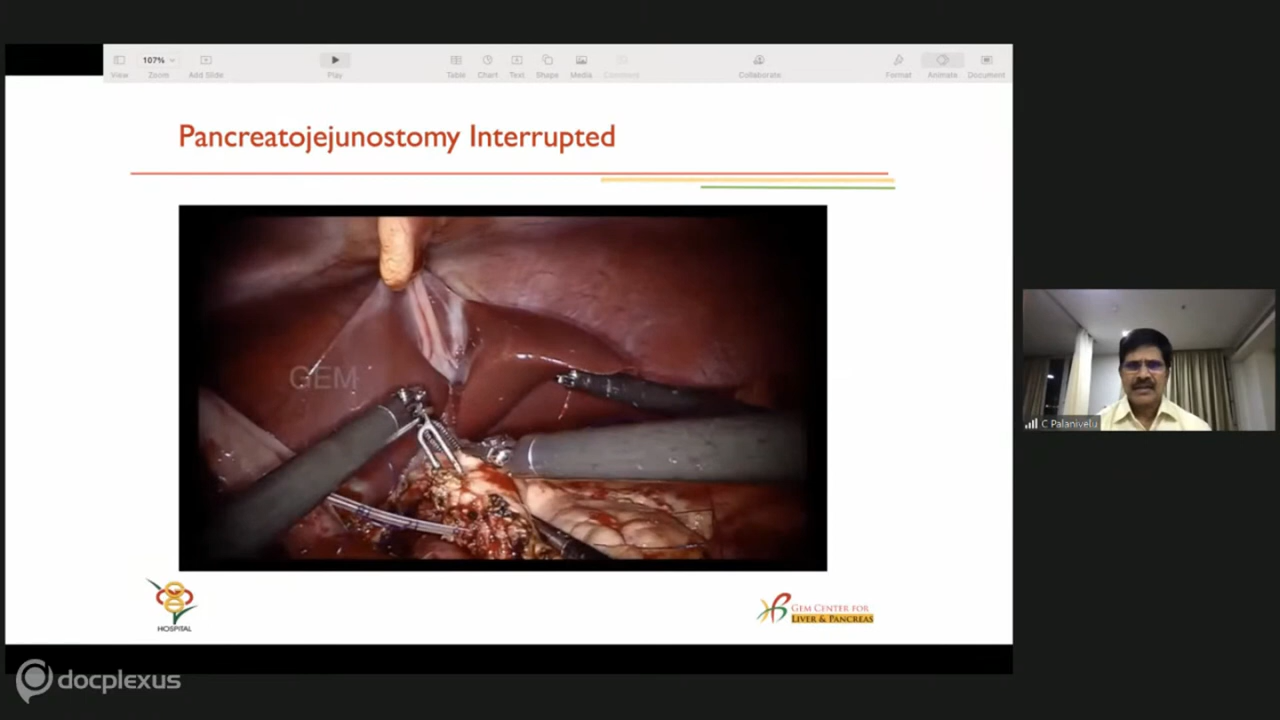 107%
View
Zoom
Add Slide
Play
Table
Chart
Text
Shape
Media
Comment
Collaborate
Format
Animate
Document
Pancreatojejunostomy Interrupted
GEM
C Palanivelu
HOSPITAL
GEM CENTER FOR
LIVER & PANCREAS
docplexus